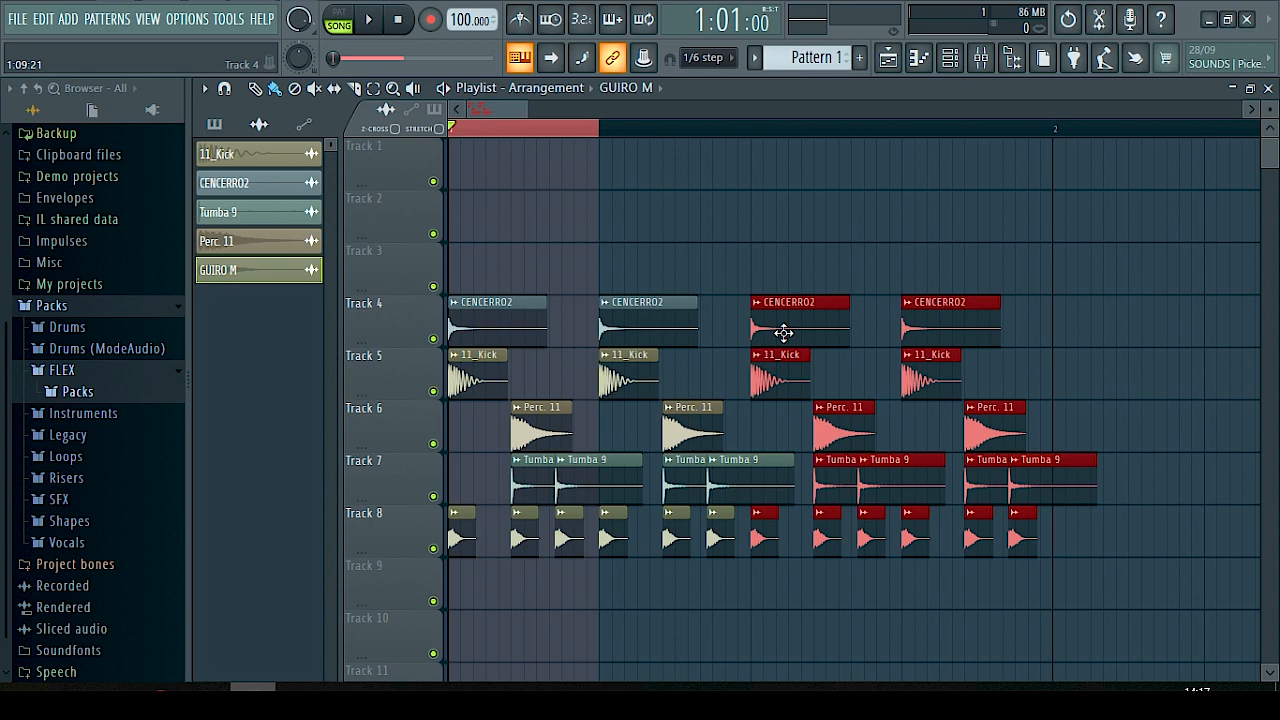 FILE EDIT ADD PATTERNS VIEW OPTIONS TOOLS HELP
PAT
SONG
100.000
3.2
1:01:00
B:S:T
1
86 MB
0
1:09:21
Track 4
1/6 step
Pattern 1
28/09
SOUNDS | Picke..
Browser - All
Playlist - Arrangement
GUIRO M
Z-CROSS
STRETCH
2
Backup
Clipboard files
Demo projects
Envelopes
IL shared data
Impulses
Misc
My projects
Packs
Drums
Drums (ModeAudio)
FLEX
Packs
Instruments
Legacy
Loops
Risers
SFX
Shapes
Vocals
Project bones
Recorded
Rendered
Sliced audio
Soundfonts
Speech
11_Kick
CENCERRO2
Tumba 9
Perc. 11
GUIRO M
Track 1
Track 2
Track 3
Track 4
CENCERRO2
CENCERRO2
CENCERRO2
CENCERRO2
Track 5
11_Kick
11_Kick
11_Kick
11_Kick
Track 6
Perc. 11
Perc. 11
Perc. 11
Perc. 11
Track 7
Tumba
Tumba 9
Tumba
Tumba 9
Tumba
Tumba 9
Tumba
Tumba 9
Track 8
Track 9
Track 10
Track 11